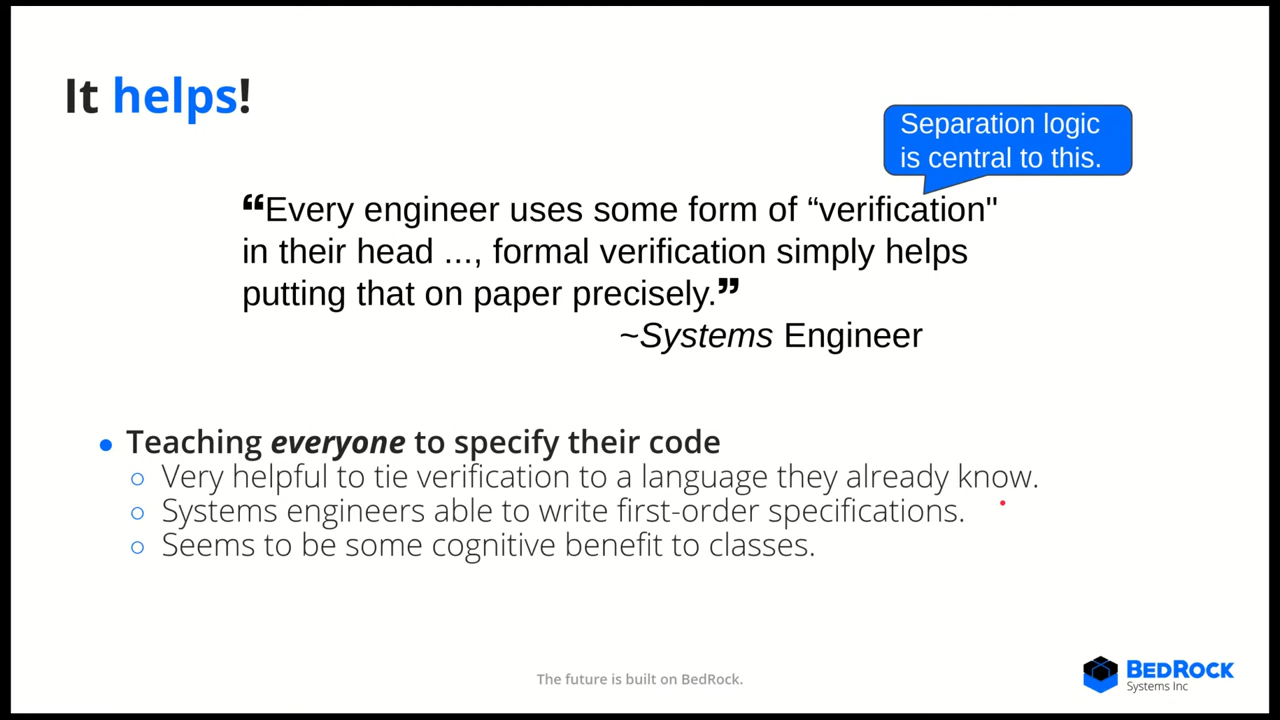 It helps!
Separation logic
is central to this.
❝Every engineer uses some form of “verification"
in their head ..., formal verification simply helps
putting that on paper precisely.❞
~Systems Engineer
● Teaching everyone to specify their code
○ Very helpful to tie verification to a language they already know.
○ Systems engineers able to write first-order specifications.
○ Seems to be some cognitive benefit to classes.
The future is built on BedRock.
BEDROCK
Systems Inc